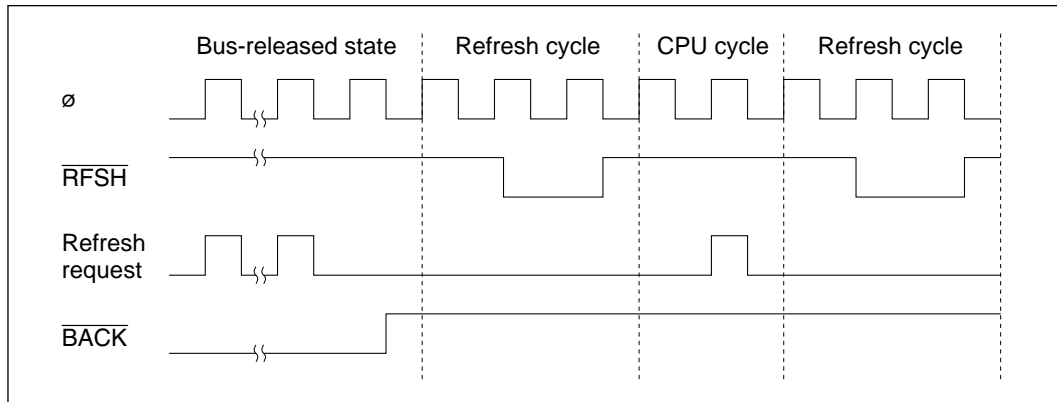 Bus-released state Refresh cycle CPU cycle Refresh cycle
ø
RFSH
Refresh
request
BACK